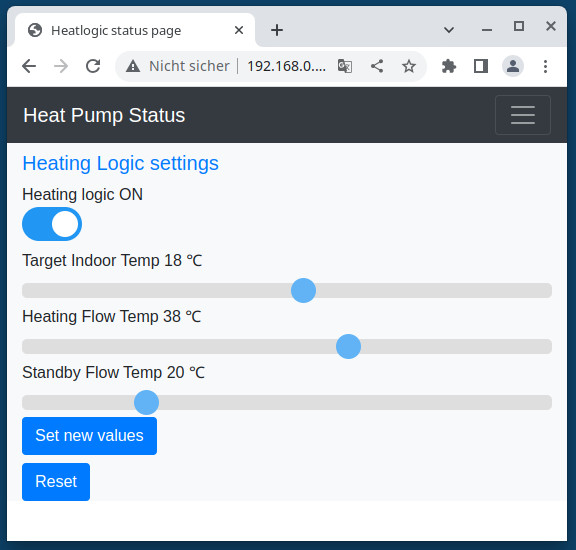 Heatlogic status page
Nicht sicher 192.168.0....
Heat Pump Status
Heating Logic settings
Heating logic ON
Target Indoor Temp 18 ℃
Heating Flow Temp 38 ℃
Standby Flow Temp 20 ℃
Set new values
Reset